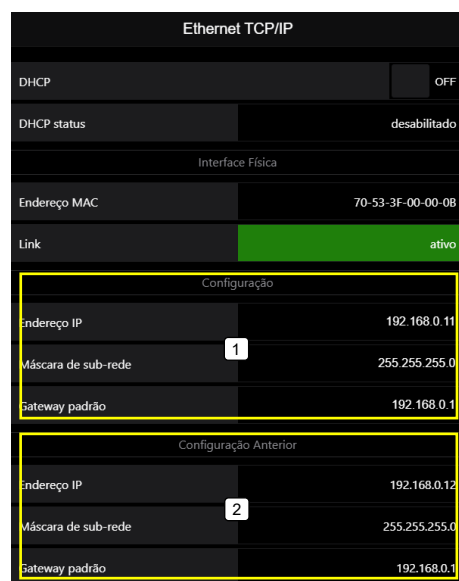 Ethernet TCP/IP
DHCP OFF
DHCP status desabilitado
Interface Física
Endereço MAC 70-53-3F-00-00-0B
Link ativo
Configuração
Endereço IP 192.168.0.11
1
Máscara de sub-rede 255.255.255.0
Gateway padrão 192.168.0.1
Configuração Anterior
Endereço IP 192.168.0.12
2
Máscara de sub-rede 255.255.255.0
Gateway padrão 192.168.0.1